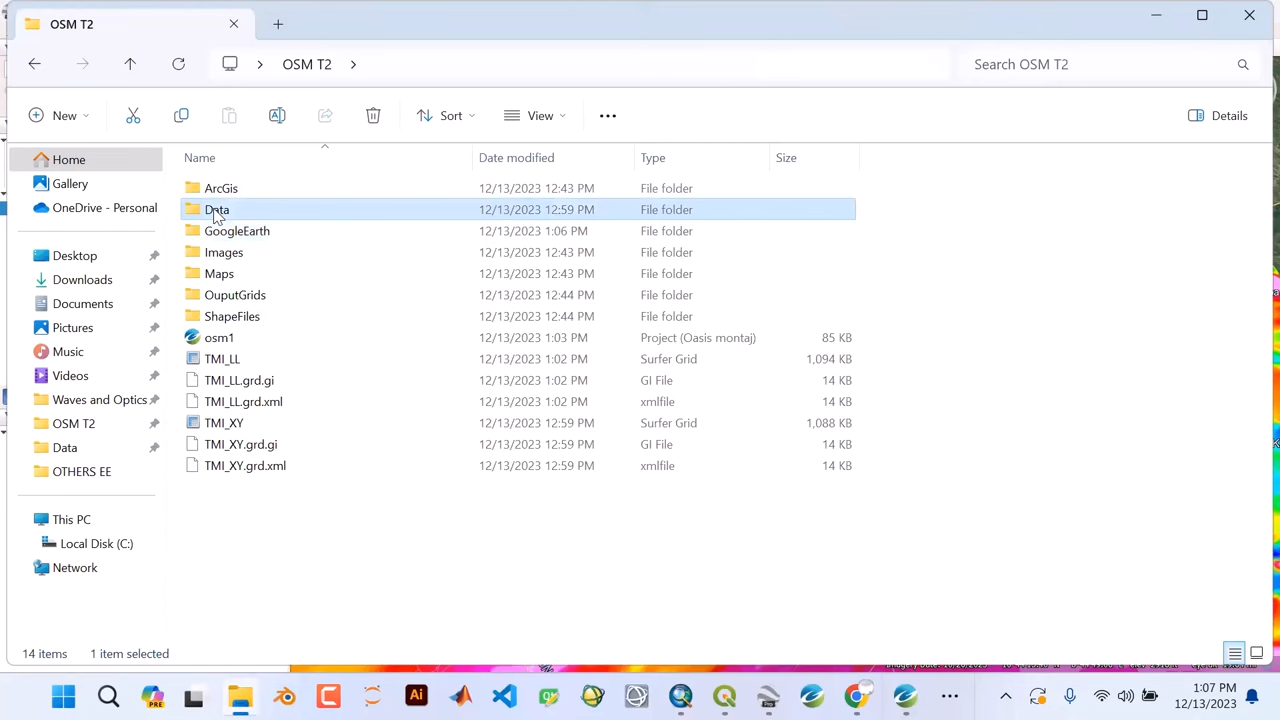 OSM T2
OSM T2
Search OSM T2
New
Sort
View
Details
Name
Date modified
Type
Size
Home
Gallery
OneDrive - Personal
Desktop
Downloads
Documents
Pictures
Music
Videos
Waves and Optics
OSM T2
Data
OTHERS EE
This PC
Local Disk (C:)
Network
ArcGis 12/13/2023 12:43 PM File folder
Data 12/13/2023 12:59 PM File folder
GoogleEarth 12/13/2023 1:06 PM File folder
Images 12/13/2023 12:43 PM File folder
Maps 12/13/2023 12:43 PM File folder
OuputGrids 12/13/2023 12:44 PM File folder
ShapeFiles 12/13/2023 12:44 PM File folder
osm1 12/13/2023 1:03 PM Project (Oasis montaj) 85 KB
TMI_LL 12/13/2023 1:02 PM Surfer Grid 1,094 KB
TMI_LL.grd.gi 12/13/2023 1:02 PM GI File 14 KB
TMI_LL.grd.xml 12/13/2023 1:02 PM xmlfile 14 KB
TMI_XY 12/13/2023 12:59 PM Surfer Grid 1,088 KB
TMI_XY.grd.gi 12/13/2023 12:59 PM GI File 14 KB
TMI_XY.grd.xml 12/13/2023 12:59 PM xmlfile 14 KB
14 items 1 item selected
PRE
Ai
Pro
1:07 PM
12/13/2023